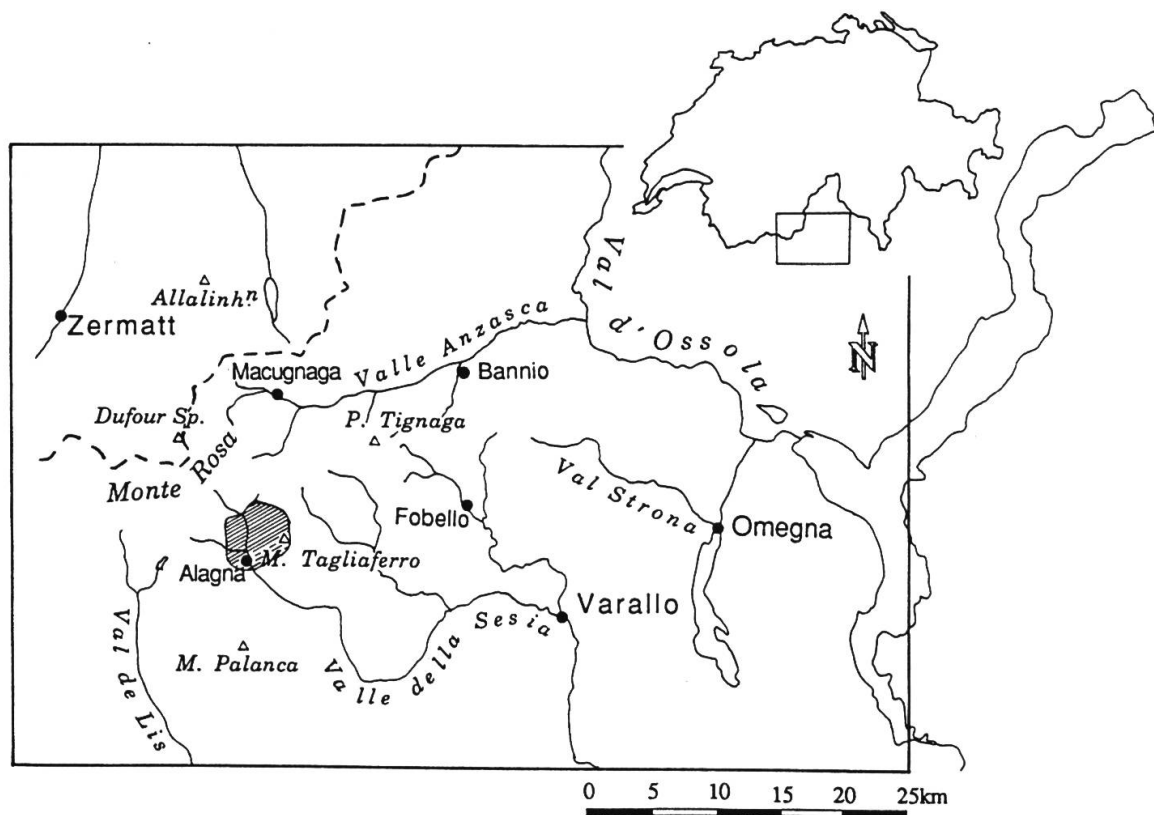 Allalinhn
Zermatt
Val d'Ossola
N
Valle Anzasca
Macugnaga
Bannio
Dufour Sp.
P. Tignaga
Monte Rosa
Val Strona
Fobello
Omegna
M. Tagliaferro
Alagna
Varallo
Valle della Sesia
M. Palanca
Val de Lis
0 5 10 15 20 25km